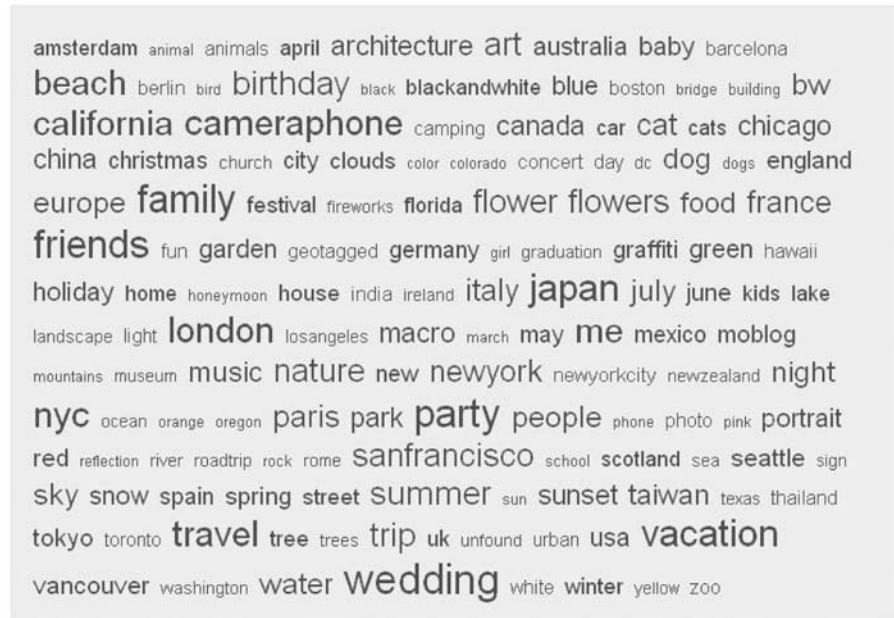 amsterdam animal animals april architecture art australia baby barcelona
beach berlin bird birthday black blackandwhite blue boston bridge building bw
california cameraphone camping canada car cat cats chicago
china christmas church city clouds color colorado concert day dc dog dogs england
europe family festival fireworks florida flower flowers food france
friends fun garden geotagged germany girl graduation graffiti green hawaii
holiday home honeymoon house india ireland italy japan july june kids lake
landscape light london losangeles macro march may me mexico moblog
mountains museum music nature new newyork newyorkcity newzealand night
nyc ocean orange oregon paris park party people phone photo pink portrait
red reflection river roadtrip rock rome sanfrancisco school scotland sea seattle sign
sky snow spain spring street summer sun sunset taiwan texas thailand
tokyo toronto travel tree trees trip uk unfound urban usa vacation
vancouver washington water wedding white winter yellow zoo